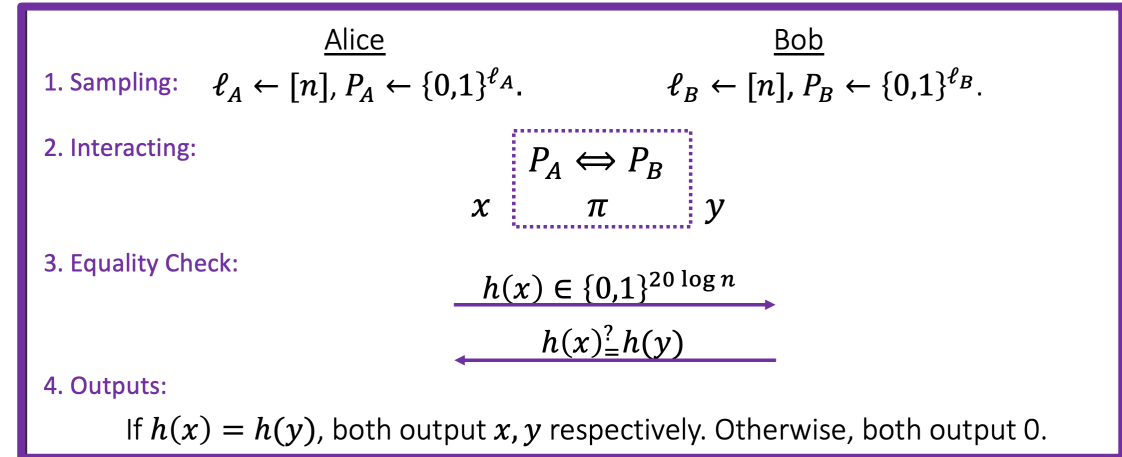 Alice Bob
1. Sampling: ℓ_A ← [n], P_A ← {0,1}^{ℓ_A}. ℓ_B ← [n], P_B ← {0,1}^{ℓ_B}.
2. Interacting: P_A ⟺ P_B
x π y
3. Equality Check:
h(x) ∈ {0,1}^{20 log n}
h(x) ≟ h(y)
4. Outputs:
If h(x) = h(y), both output x, y respectively. Otherwise, both output 0.